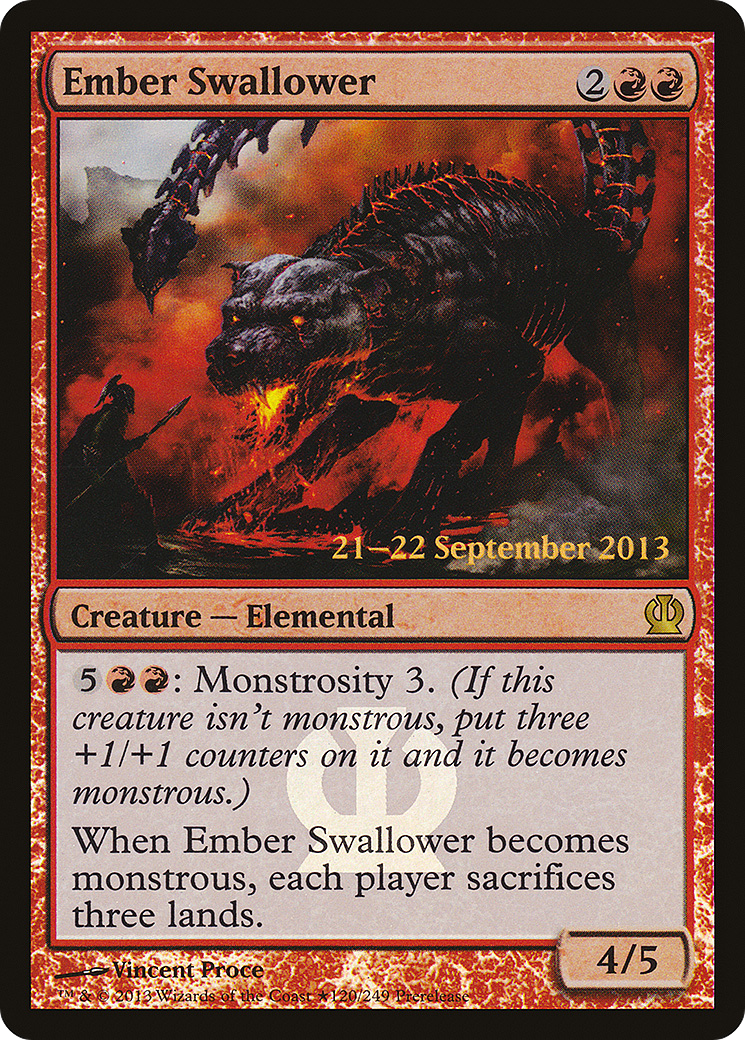 Ember Swallower 2
21–22 September 2013
Creature — Elemental
5 : Monstrosity 3. (If this
creature isn't monstrous, put three
+1/+1 counters on it and it becomes
monstrous.)
When Ember Swallower becomes
monstrous, each player sacrifices
three lands.
4/5
Vincent Proce
™ & © 2013 Wizards of the Coast ★120/249 Prerelease